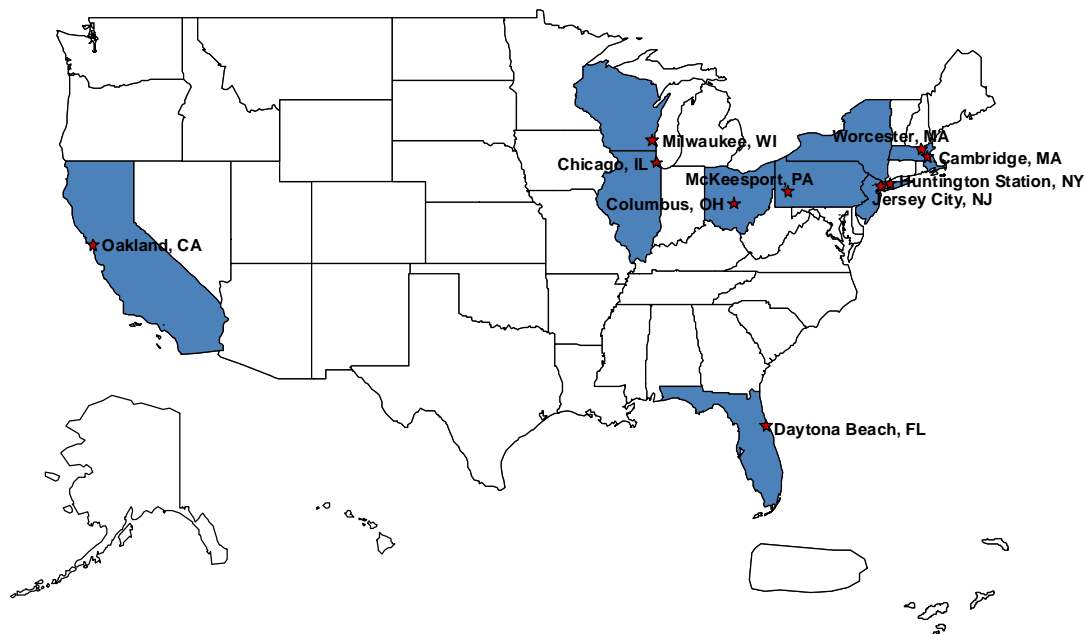 Worcester, MA
Milwaukee, WI
Cambridge, MA
Chicago, IL
McKeesport, PA
Huntington Station, NY
Columbus, OH
Jersey City, NJ
Oakland, CA
Daytona Beach, FL